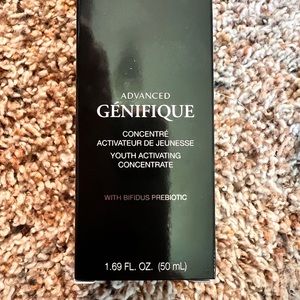 ADVANCED
GÉNIFIQUE
CONCENTRÉ
ACTIVATEUR DE JEUNESSE
YOUTH ACTIVATING
CONCENTRATE
WITH BIFIDUS PREBIOTIC
1.69 FL. OZ. (50 mL)